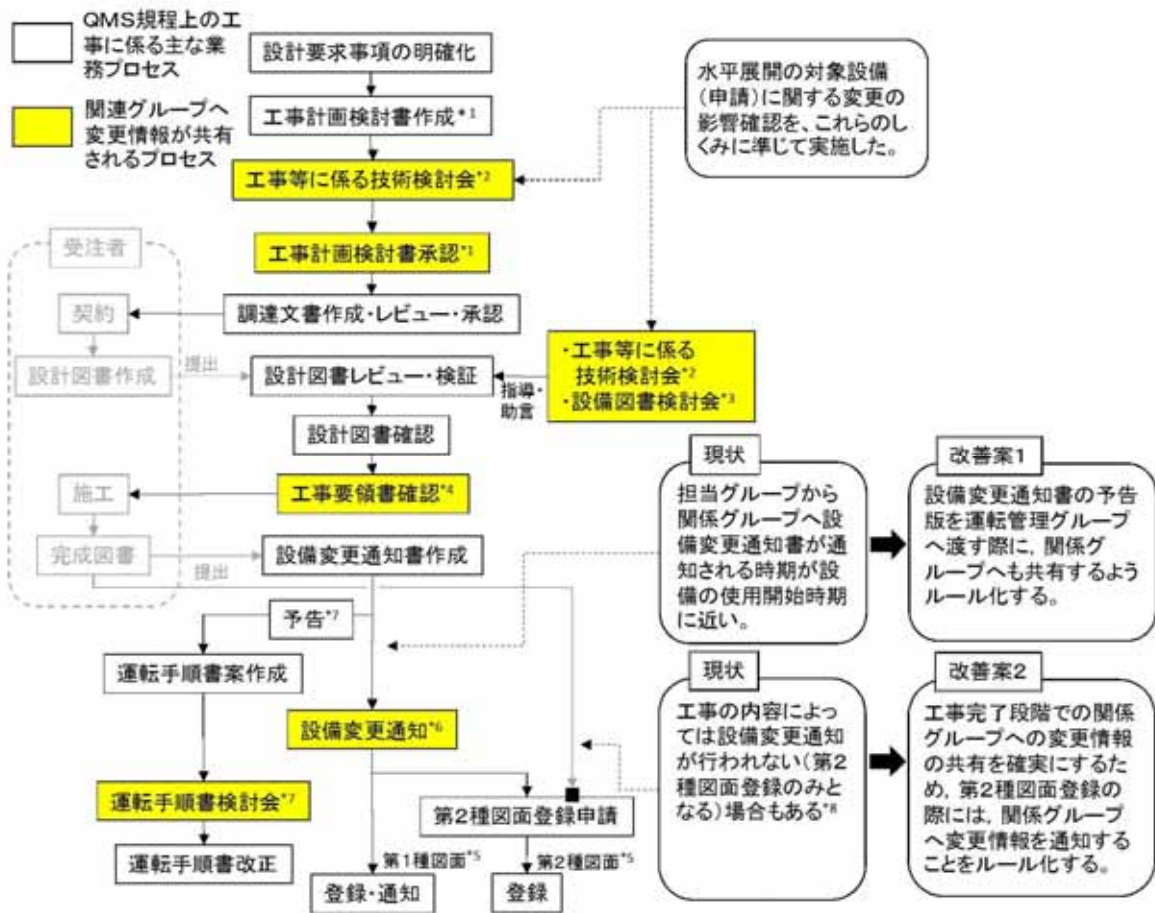 QMS規程上の工
事に係る主な業
務プロセス
関連グループへ
変更情報が共有
されるプロセス
設計要求事項の明確化
工事計画検討書作成*1
工事等に係る技術検討会*2
工事計画検討書承認*1
調達文書作成・レビュー・承認
水平展開の対象設備
(申請)に関する変更の
影響確認を、これらのし
くみに準じて実施した。
受注者
契約
設計図書作成
提出
設計図書レビュー・検証
指導・
助言
・工事等に係る
技術検討会*2
・設備図書検討会*3
設計図書確認
工事要領書確認*4
施工
完成図書
提出
設備変更通知書作成
予告*7
運転手順書案作成
設備変更通知*6
運転手順書検討会*7
運転手順書改正
第2種図面登録申請
第1種図面*5
登録・通知
第2種図面*5
登録
現状
担当グループから
関係グループへ設
備変更通知書が通
知される時期が設
備の使用開始時期
に近い。
改善案1
設備変更通知書の予告
版を運転管理グループ
へ渡す際に,関係グ
ループへも共有するよう
ルール化する。
現状
工事の内容によっ
ては設備変更通知
が行われない(第2
種図面登録のみと
なる)場合もある*8
改善案2
工事完了段階での関係
グループへの変更情報
の共有を確実にするた
め,第2種図面登録の
際には,関係グループ
へ変更情報を通知する
ことをルール化する。